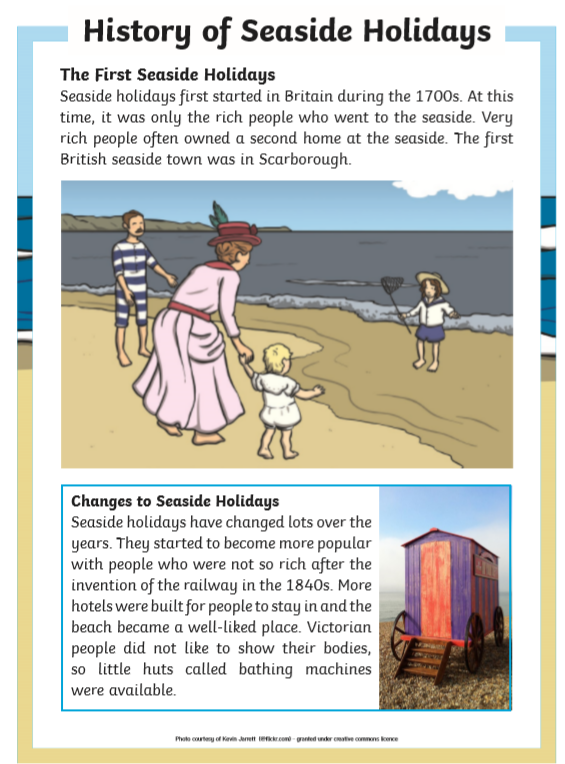 History of Seaside Holidays
The First Seaside Holidays
Seaside holidays first started in Britain during the 1700s. At this
time, it was only the rich people who went to the seaside. Very
rich people often owned a second home at the seaside. The first
British seaside town was in Scarborough.
Changes to Seaside Holidays
Seaside holidays have changed lots over the
years. They started to become more popular
with people who were not so rich after the
invention of the railway in the 1840s. More
hotels were built for people to stay in and the
beach became a well-liked place. Victorian
people did not like to show their bodies,
so little huts called bathing machines
were available.
Photo courtesy of Kevin Jarrett (@flickr.com) - granted under creative commons licence